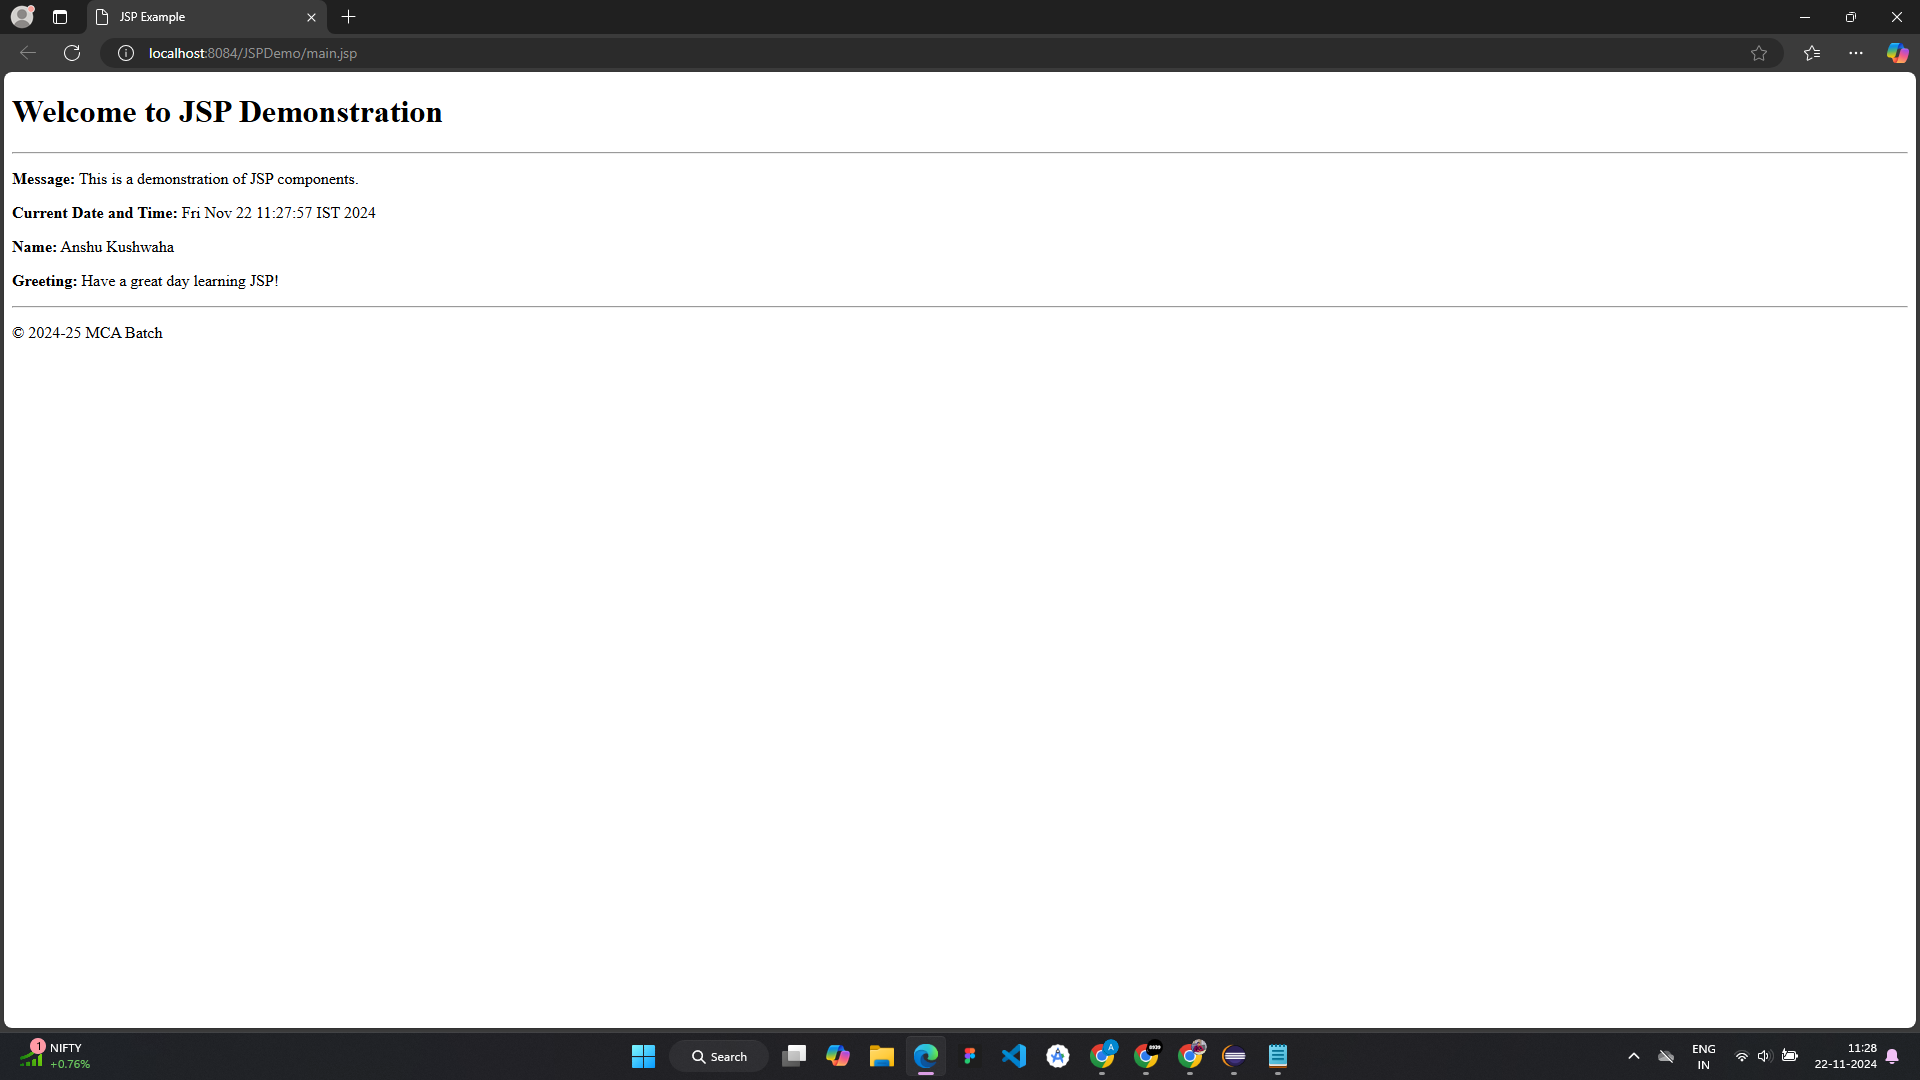 JSP Example
localhost:8084/JSPDemo/main.jsp
Welcome to JSP Demonstration
Message: This is a demonstration of JSP components.
Current Date and Time: Fri Nov 22 11:27:57 IST 2024
Name: Anshu Kushwaha
Greeting: Have a great day learning JSP!
© 2024-25 MCA Batch
1
NIFTY
+0.76%
Search
A
ENG
IN
11:28
22-11-2024